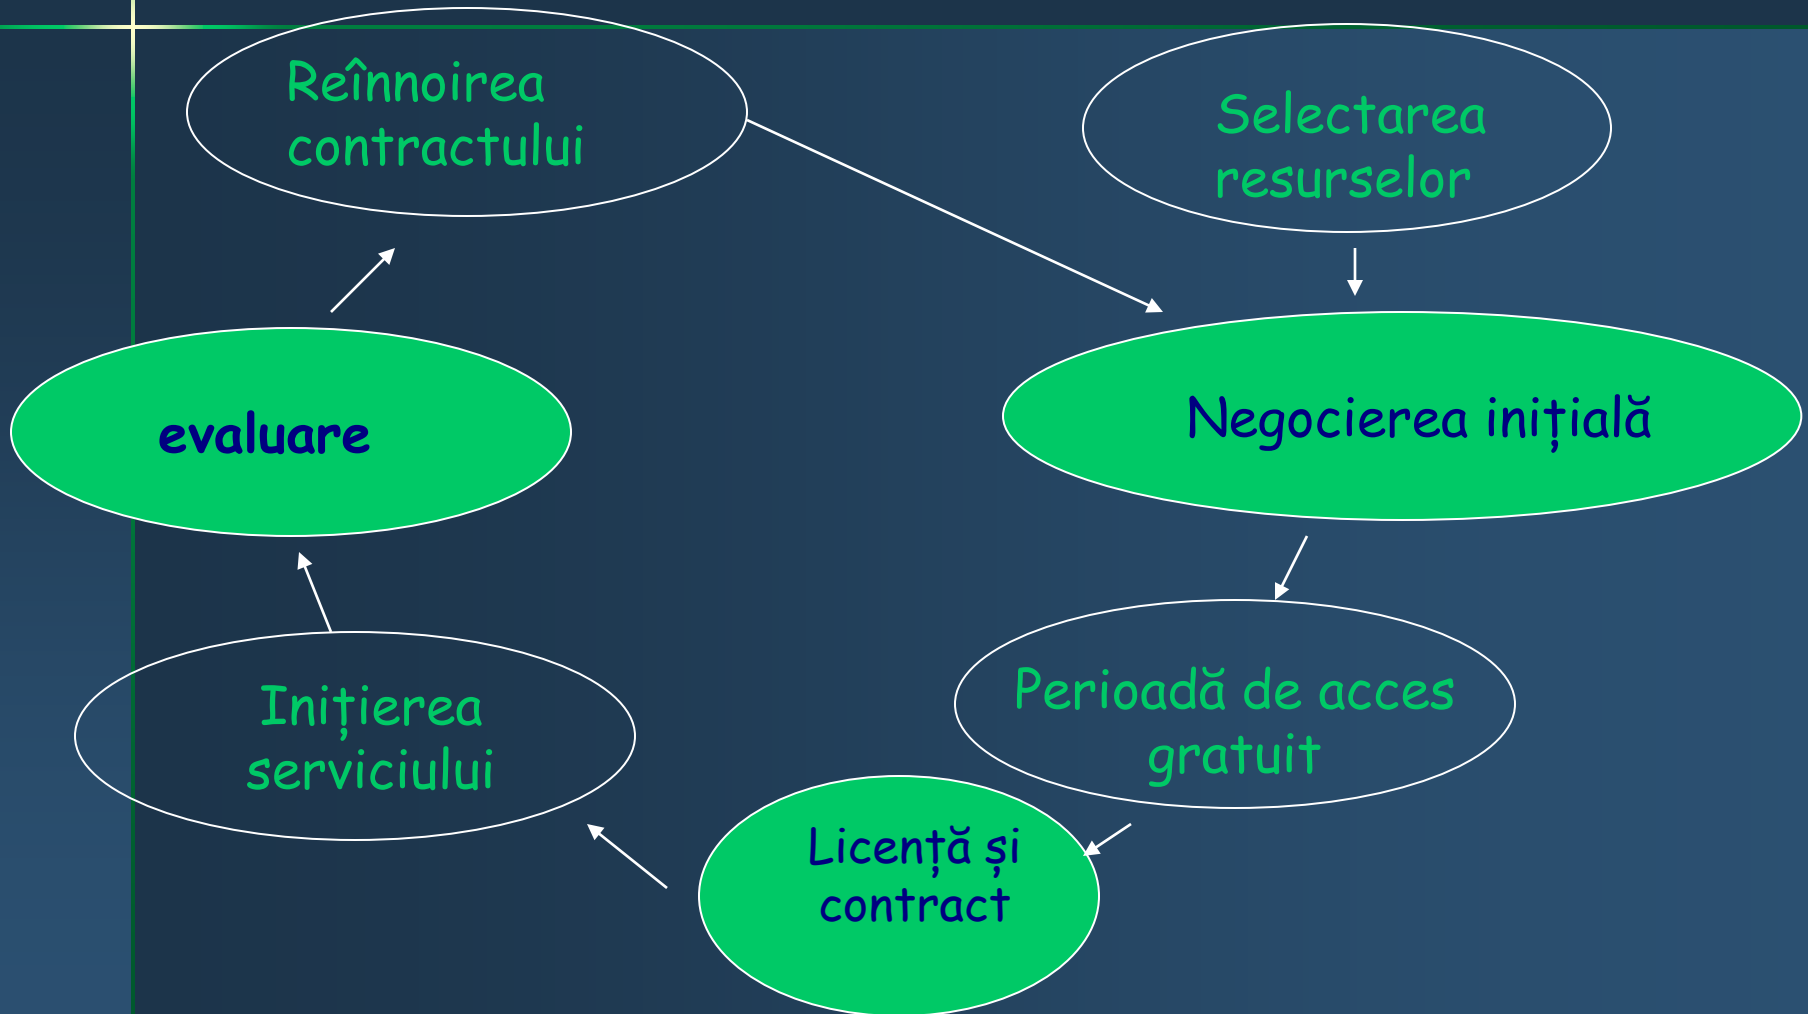 Reînnoirea
contractului
Selectarea
resurselor
evaluare
Negocierea inițială
Inițierea
serviciului
Perioadă de acces
gratuit
Licență și
contract